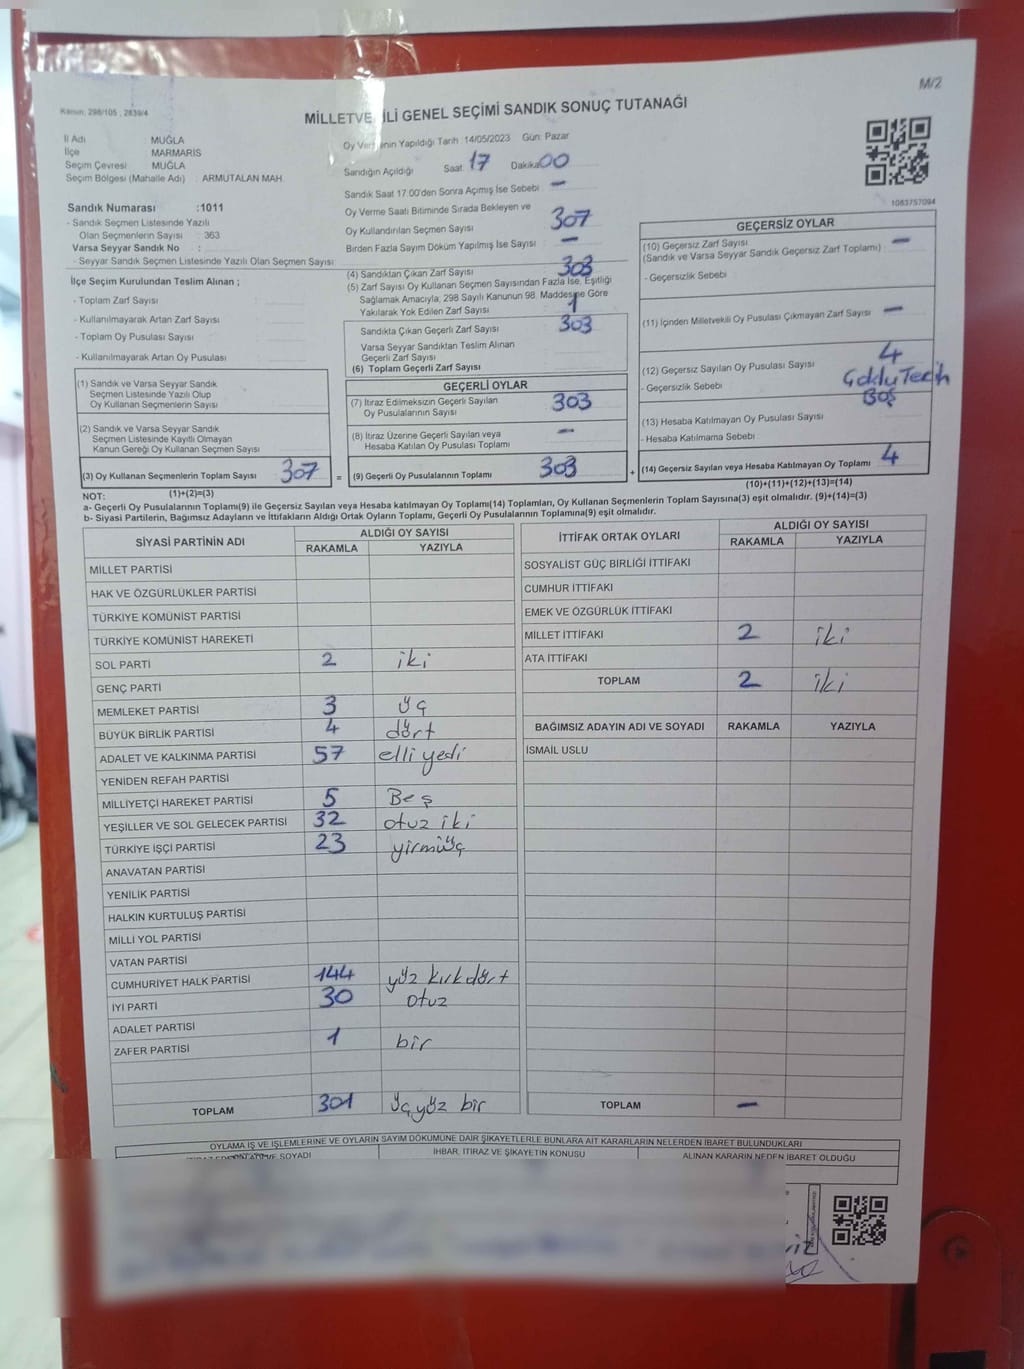 M/2
Kanun: 298/105 , 2839/4
MİLLETVE İLİ GENEL SEÇİMİ SANDIK SONUÇ TUTANAĞI
İl Adı MUĞLA
İlçe MARMARİS
Seçim Çevresi MUĞLA
Seçim Bölgesi (Mahalle Adı) : ARMUTALAN MAH.
Oy Ver enin Yapıldığı Tarih :14/05/2023 Gün: Pazar
Sandığın Açıldığı Saat 17 Dakika 00
Sandık Saat 17.00'den Sonra Açımış İse Sebebi : -
Sandık Numarası :1011
- Sandık Seçmen Listesinde Yazılı
Olan Seçmenlerin Sayısı : 363
Varsa Seyyar Sandık No :
- Seyyar Sandık Seçmen Listesinde Yazılı Olan Seçmen Sayısı:
Oy Verme Saati Bitiminde Sırada Bekleyen ve
Oy Kullandırılan Seçmen Sayısı : 307
Birden Fazla Sayım Döküm Yapılmış İse Sayısı : -
İlçe Seçim Kurulundan Teslim Alınan ;
- Toplam Zarf Sayısı :
- Kullanılmayarak Artan Zarf Sayısı :
- Toplam Oy Pusulası Sayısı :
- Kullanılmayarak Artan Oy Pusulası :
(4) Sandıktan Çıkan Zarf Sayısı 303
(5) Zarf Sayısı Oy Kullanan Seçmen Sayısından Fazla İse, Eşitliği
Sağlamak Amacıyla, 298 Sayılı Kanunun 98. Maddesine Göre
Yakılarak Yok Edilen Zarf Sayısı : 1
Sandıkta Çıkan Geçerli Zarf Sayısı : 303
Varsa Seyyar Sandıktan Teslim Alınan
Geçerli Zarf Sayısı :
(6) Toplam Geçerli Zarf Sayısı :
1083757094
GEÇERSİZ OYLAR
(10) Geçersiz Zarf Sayısı -
(Sandık ve Varsa Seyyar Sandık Geçersiz Zarf Toplamı) :
- Geçersizlik Sebebi :
(11) İçinden Milletvekili Oy Pusulası Çıkmayan Zarf Sayısı : -
(12) Geçersiz Sayılan Oy Pusulası Sayısı : 4
- Geçersizlik Sebebi : Boş
(13) Hesaba Katılmayan Oy Pusulası Sayısı :
- Hesaba Katılmama Sebebi :
(14) Geçersiz Sayılan veya Hesaba Katılmayan Oy Toplamı : 4
(10)+(11)+(12)+(13)=(14)
(1) Sandık ve Varsa Seyyar Sandık
Seçmen Listesinde Yazılı Olup
Oy Kullanan Seçmenlerin Sayısı :
(2) Sandık ve Varsa Seyyar Sandık
Seçmen Listesinde Kayıtlı Olmayan
Kanun Gereği Oy Kullanan Seçmen Sayısı :
(3) Oy Kullanan Seçmenlerin Toplam Sayısı : 307 =
(1)+(2)=(3)
GEÇERLİ OYLAR
(7) İtiraz Edilmeksizin Geçerli Sayılan
Oy Pusulalarının Sayısı : 303
(8) İtiraz Üzerine Geçerli Sayılan veya
Hesaba Katılan Oy Pusulası Toplamı : -
(9) Geçerli Oy Pusulalarının Toplamı : 303 +
NOT:
a- Geçerli Oy Pusulalarının Toplamı(9) ile Geçersiz Sayılan veya Hesaba katılmayan Oy Toplamı(14) Toplamları, Oy Kullanan Seçmenlerin Toplam Sayısına(3) eşit olmalıdır. (9)+(14)=(3)
b- Siyasi Partilerin, Bağımsız Adayların ve İttifakların Aldığı Ortak Oyların Toplamı, Geçerli Oy Pusulalarının Toplamına(9) eşit olmalıdır.
SİYASİ PARTİNİN ADI ALDIĞI OY SAYISI
RAKAMLA YAZIYLA
MİLLET PARTİSİ
HAK VE ÖZGÜRLÜKLER PARTİSİ
TÜRKİYE KOMÜNİST PARTİSİ
TÜRKİYE KOMÜNİST HAREKETİ
SOL PARTİ 2 iki
GENÇ PARTİ
MEMLEKET PARTİSİ 3 üç
BÜYÜK BİRLİK PARTİSİ 4 dört
ADALET VE KALKINMA PARTİSİ 57 elli yedi
YENİDEN REFAH PARTİSİ
MİLLİYETÇİ HAREKET PARTİSİ 5 Beş
YEŞİLLER VE SOL GELECEK PARTİSİ 32 otuz iki
TÜRKİYE İŞÇİ PARTİSİ 23 yirmiüç
ANAVATAN PARTİSİ
YENİLİK PARTİSİ
HALKIN KURTULUŞ PARTİSİ
MİLLİ YOL PARTİSİ
VATAN PARTİSİ
CUMHURİYET HALK PARTİSİ 144 yüz kırkdört
İYİ PARTİ 30 otuz
ADALET PARTİSİ
ZAFER PARTİSİ 1 bir
TOPLAM 301 üçyüz bir
İTTİFAK ORTAK OYLARI ALDIĞI OY SAYISI
RAKAMLA YAZIYLA
SOSYALİST GÜÇ BİRLİĞİ İTTİFAKI
CUMHUR İTTİFAKI
EMEK VE ÖZGÜRLÜK İTTİFAKI
MİLLET İTTİFAKI 2 iki
ATA İTTİFAKI
TOPLAM 2 iki
BAĞIMSIZ ADAYIN ADI VE SOYADI RAKAMLA YAZIYLA
İSMAİL USLU
TOPLAM -
OYLAMA İŞ VE İŞLEMLERİNE VE OYLARIN SAYIM DÖKÜMÜNE DAİR ŞİKAYETLERLE BUNLARA AİT KARARLARIN NELERDEN İBARET BULUNDUKLARI
SOYADI İHBAR, İTİRAZ VE ŞİKAYETİN KONUSU ALINAN KARARIN NEDEN İBARET OLDUĞU